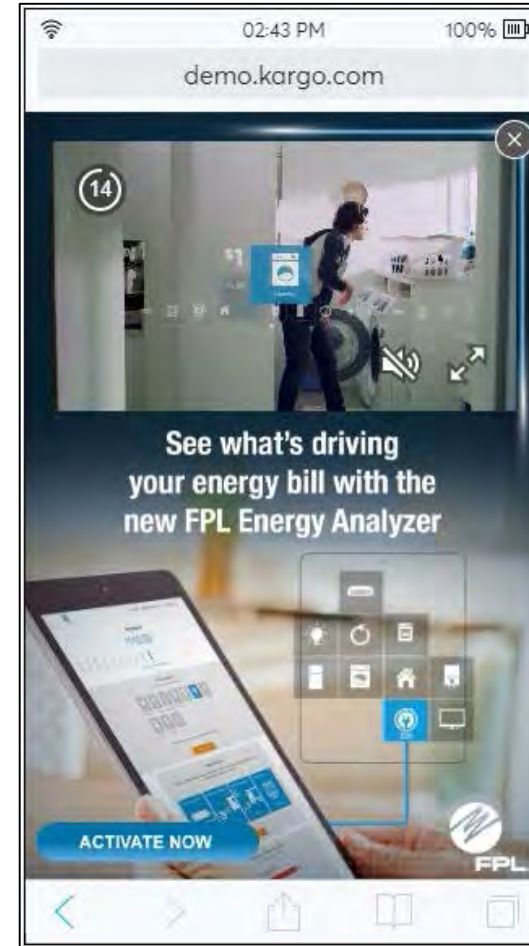 02:43 PM
100%
demo.kargo.com
14
$1
See what's driving
your energy bill with the
new FPL Energy Analyzer
ACTIVATE NOW
FPL